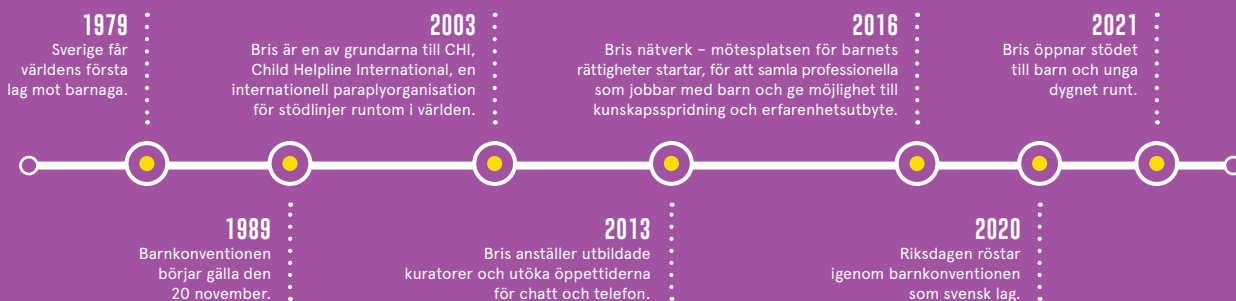 1979
Sverige får
världens första
lag mot barnaga.
2003
Bris är en av grundarna till CHI,
Child Helpline International, en
internationell paraplyorganisation
för stödlinjer runtom i världen.
2016
Bris nätverk – mötesplatsen för barnets
rättigheter startar, för att samla professionella
som jobbar med barn och ge möjlighet till
kunskapsspridning och erfarenhetsutbyte.
2021
Bris öppnar stödet
till barn och unga
dygnet runt.
1989
Barnkonventionen
börjar gälla den
20 november.
2013
Bris anställer utbildade
kuratorer och utöka öppettiderna
för chatt och telefon.
2020
Riksdagen röstar
igenom barnkonventionen
som svensk lag.